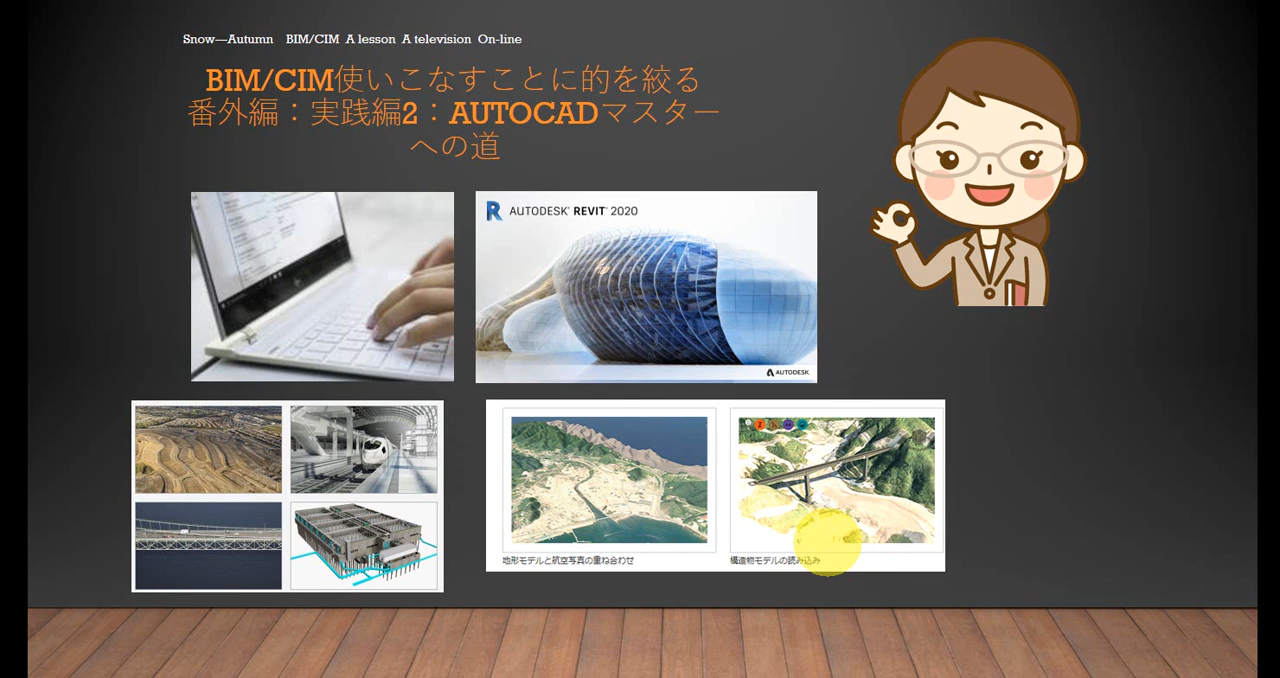 Snow—Autumn BIM/CIM A lesson A television On-line
BIM/CIM使いこなすことに的を絞る
番外編：実践編2：AUTOCADマスター
への道
AUTODESK® REVIT® 2020
AUTODESK
地形モデルと航空写真の重ね合わせ
構造物モデルの読み込み